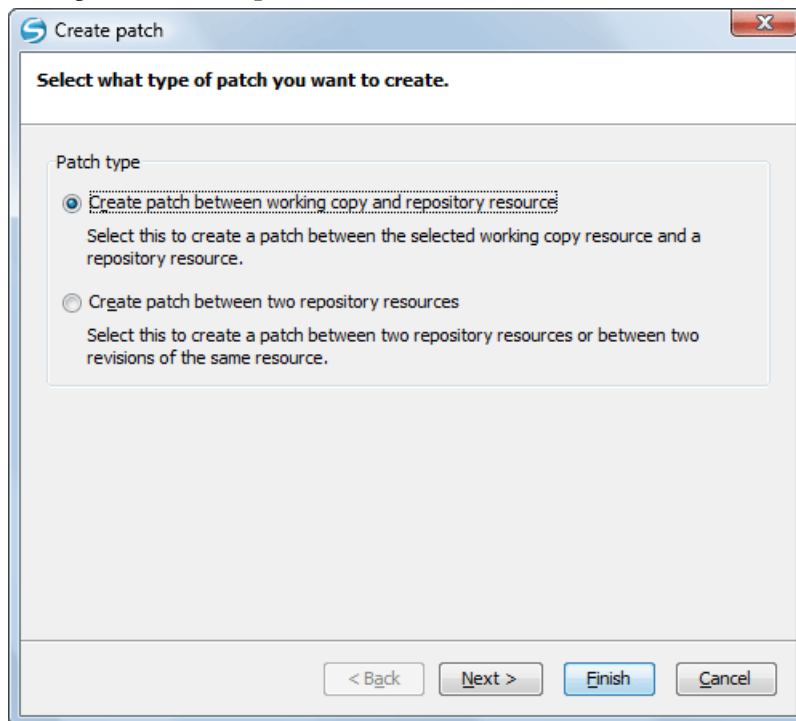 Create patch
Select what type of patch you want to create.
Patch type
Create patch between working copy and repository resource
Select this to create a patch between the selected working copy resource and a
repository resource.
Create patch between two repository resources
Select this to create a patch between two repository resources or between two
revisions of the same resource.
< Back Next > Finish Cancel